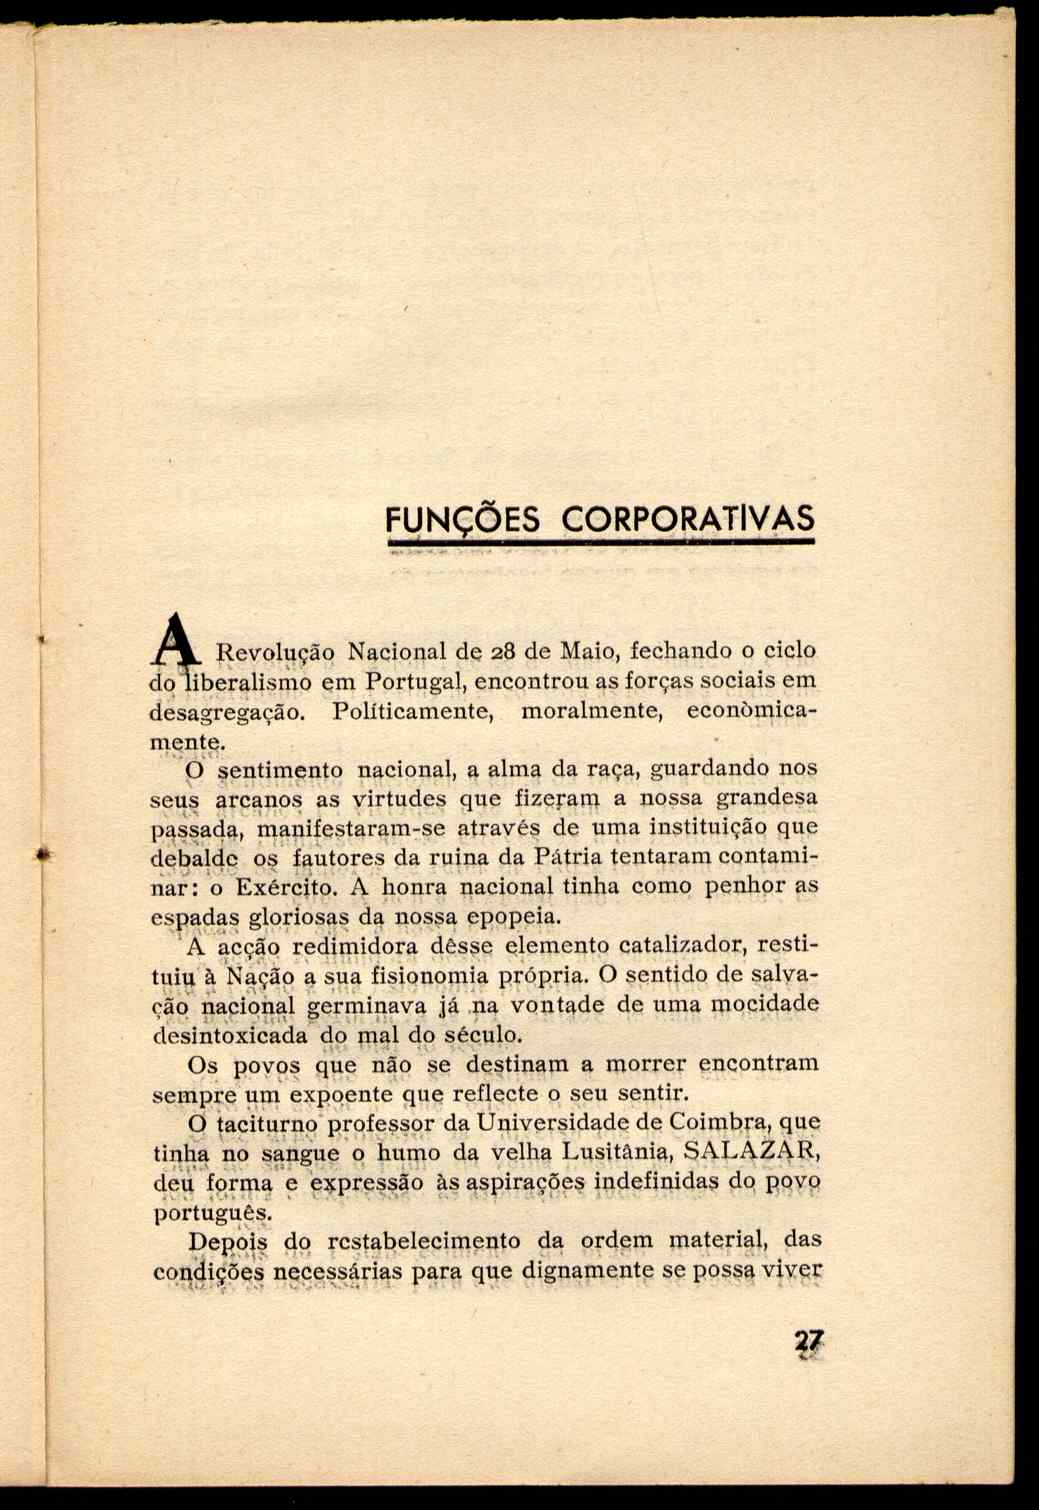 FUNÇÕES CORPORATIVAS
A Revolução Nacional de 28 de Maio, fechando o ciclo
do liberalismo em Portugal, encontrou as forças sociais em
desagregação. Políticamente, moralmente, econòmica-
mente.
O sentimento nacional, a alma da raça, guardando nos
seus arcanos as virtudes que fizeram a nossa grandesa
passada, manifestaram-se através de uma instituição que
debalde os fautores da ruina da Pátria tentaram contami-
nar: o Exército. A honra nacional tinha como penhor as
espadas gloriosas da nossa epopeia.
A acção redimidora dêsse elemento catalizador, resti-
tuiu à Nação a sua fisionomia própria. O sentido de salva-
ção nacional germinava já na vontade de uma mocidade
desintoxicada do mal do século.
Os povos que não se destinam a morrer encontram
sempre um expoente que reflecte o seu sentir.
O taciturno professor da Universidade de Coimbra, que
tinha no sangue o humo da velha Lusitânia, SALAZAR,
deu forma e expressão às aspirações indefinidas do povo
português.
Depois do restabelecimento da ordem material, das
condições necessárias para que dignamente se possa viver
27